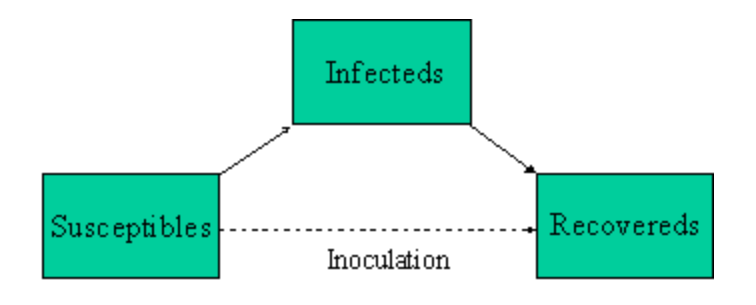 Infecteds
Susceptibles
Recovereds
Inoculation